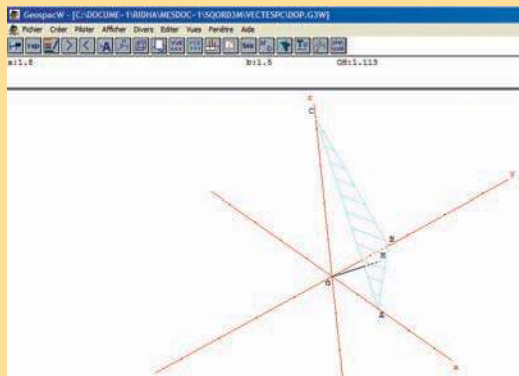 GeospacW - [C:\DOCUME~1\RIDHA\MESDOC~1\SQORD3M\VECTESPC\DOP.G3W]
Fichier Créer Piloter Afficher Divers Editer Vues Fenêtre Aide
a:1.8 b:1.5 OH:1.113
z
C
y
B
H
O
A
x